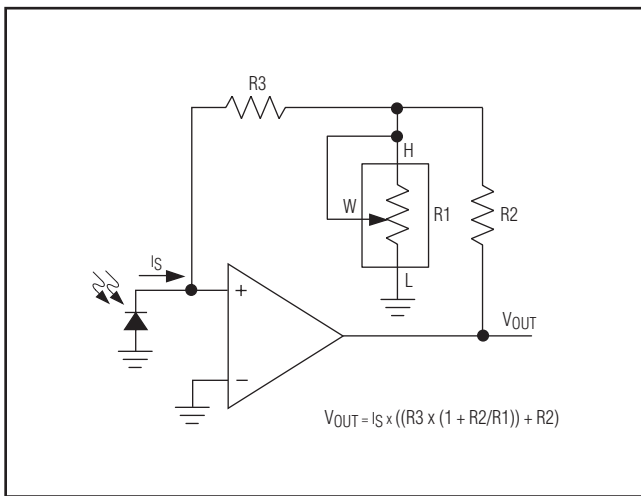 R3
H
W
R1
R2
L
IS
+
−
VOUT
VOUT = IS x ((R3 x (1 + R2/R1)) + R2)